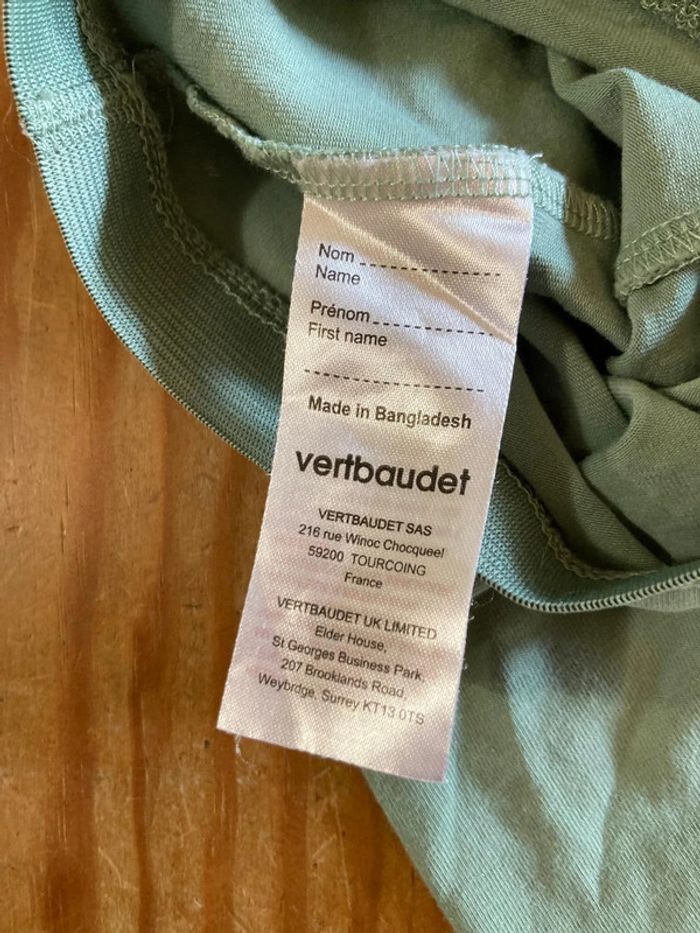 Nom
Name
Prénom
First name
Made in Bangladesh
vertbaudet
VERTBAUDET SAS
216 rue Winoc Chocqueel
59200 TOURCOING
France
VERTBAUDET UK LIMITED
Elder House,
St Georges Business Park,
207 Brooklands Road,
Weybrdge, Surrey KT13 0TS